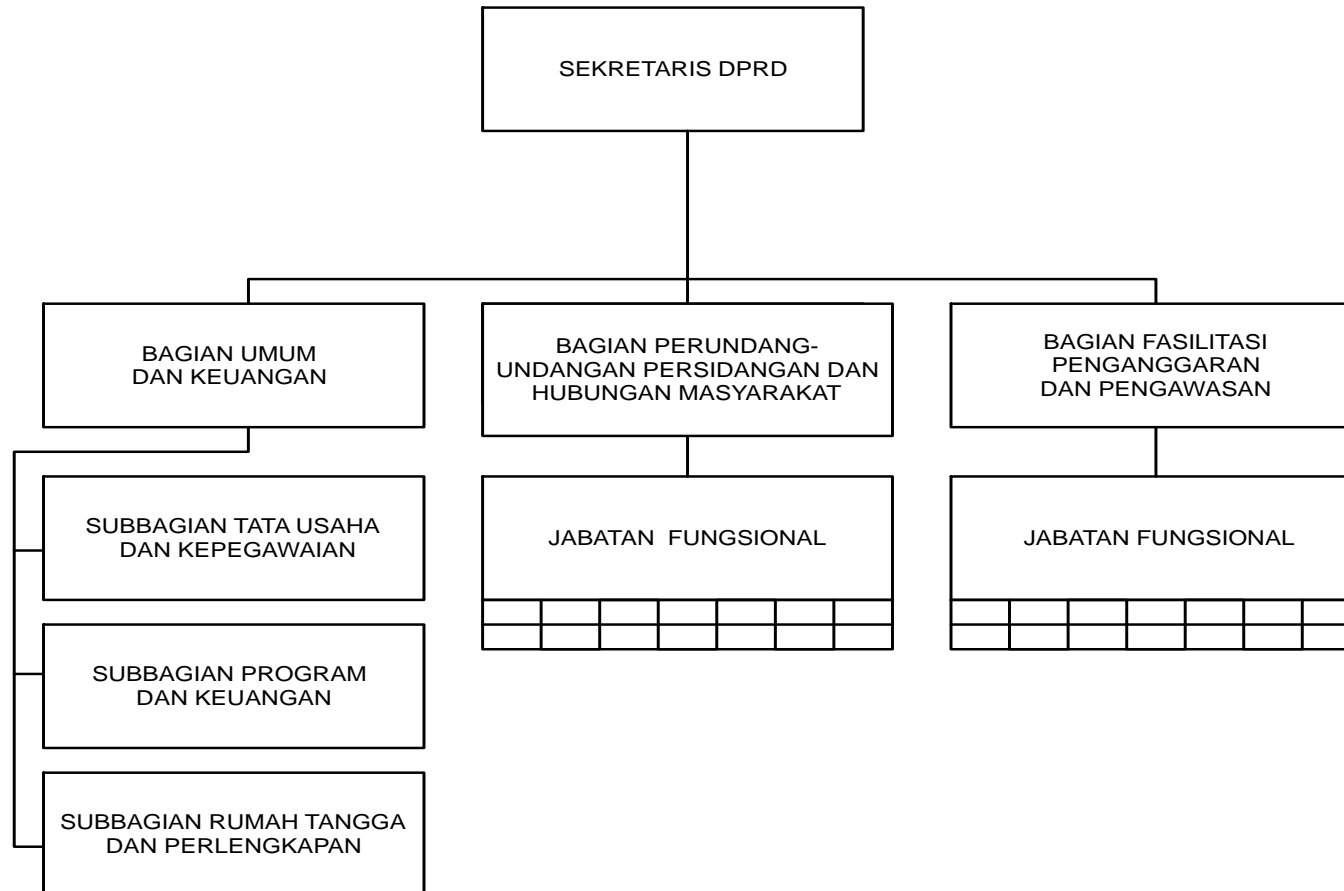 SEKRETARIS DPRD
BAGIAN UMUM
DAN KEUANGAN
BAGIAN PERUNDANG-
UNDANGAN PERSIDANGAN DAN
HUBUNGAN MASYARAKAT
BAGIAN FASILITASI
PENGANGGARAN
DAN PENGAWASAN
SUBBAGIAN TATA USAHA
DAN KEPEGAWAIAN
JABATAN FUNGSIONAL
JABATAN FUNGSIONAL
SUBBAGIAN PROGRAM
DAN KEUANGAN
SUBBAGIAN RUMAH TANGGA
DAN PERLENGKAPAN